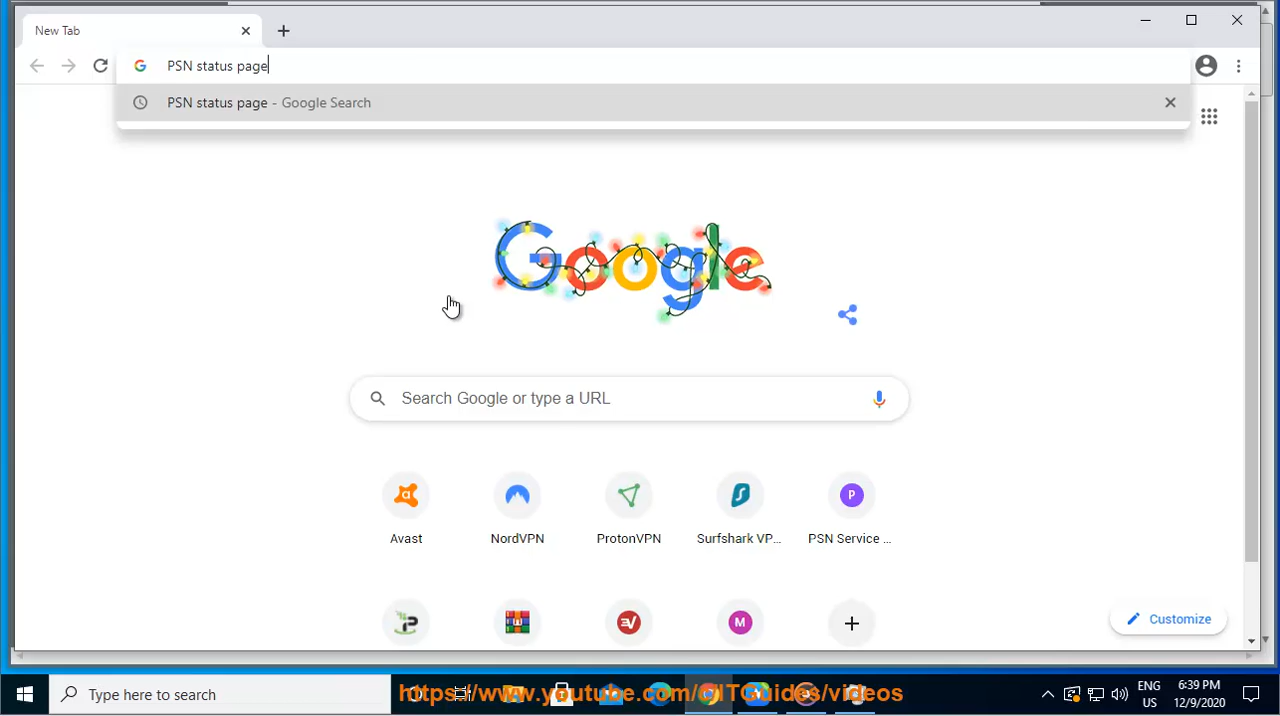 New Tab
PSN status page
PSN status page - Google Search
Google
Search Google or type a URL
Avast
NordVPN
ProtonVPN
Surfshark VP...
PSN Service ...
Customize
Type here to search
https://www.youtube.com/@ITGuides/videos
ENG
US
6:39 PM
12/9/2020